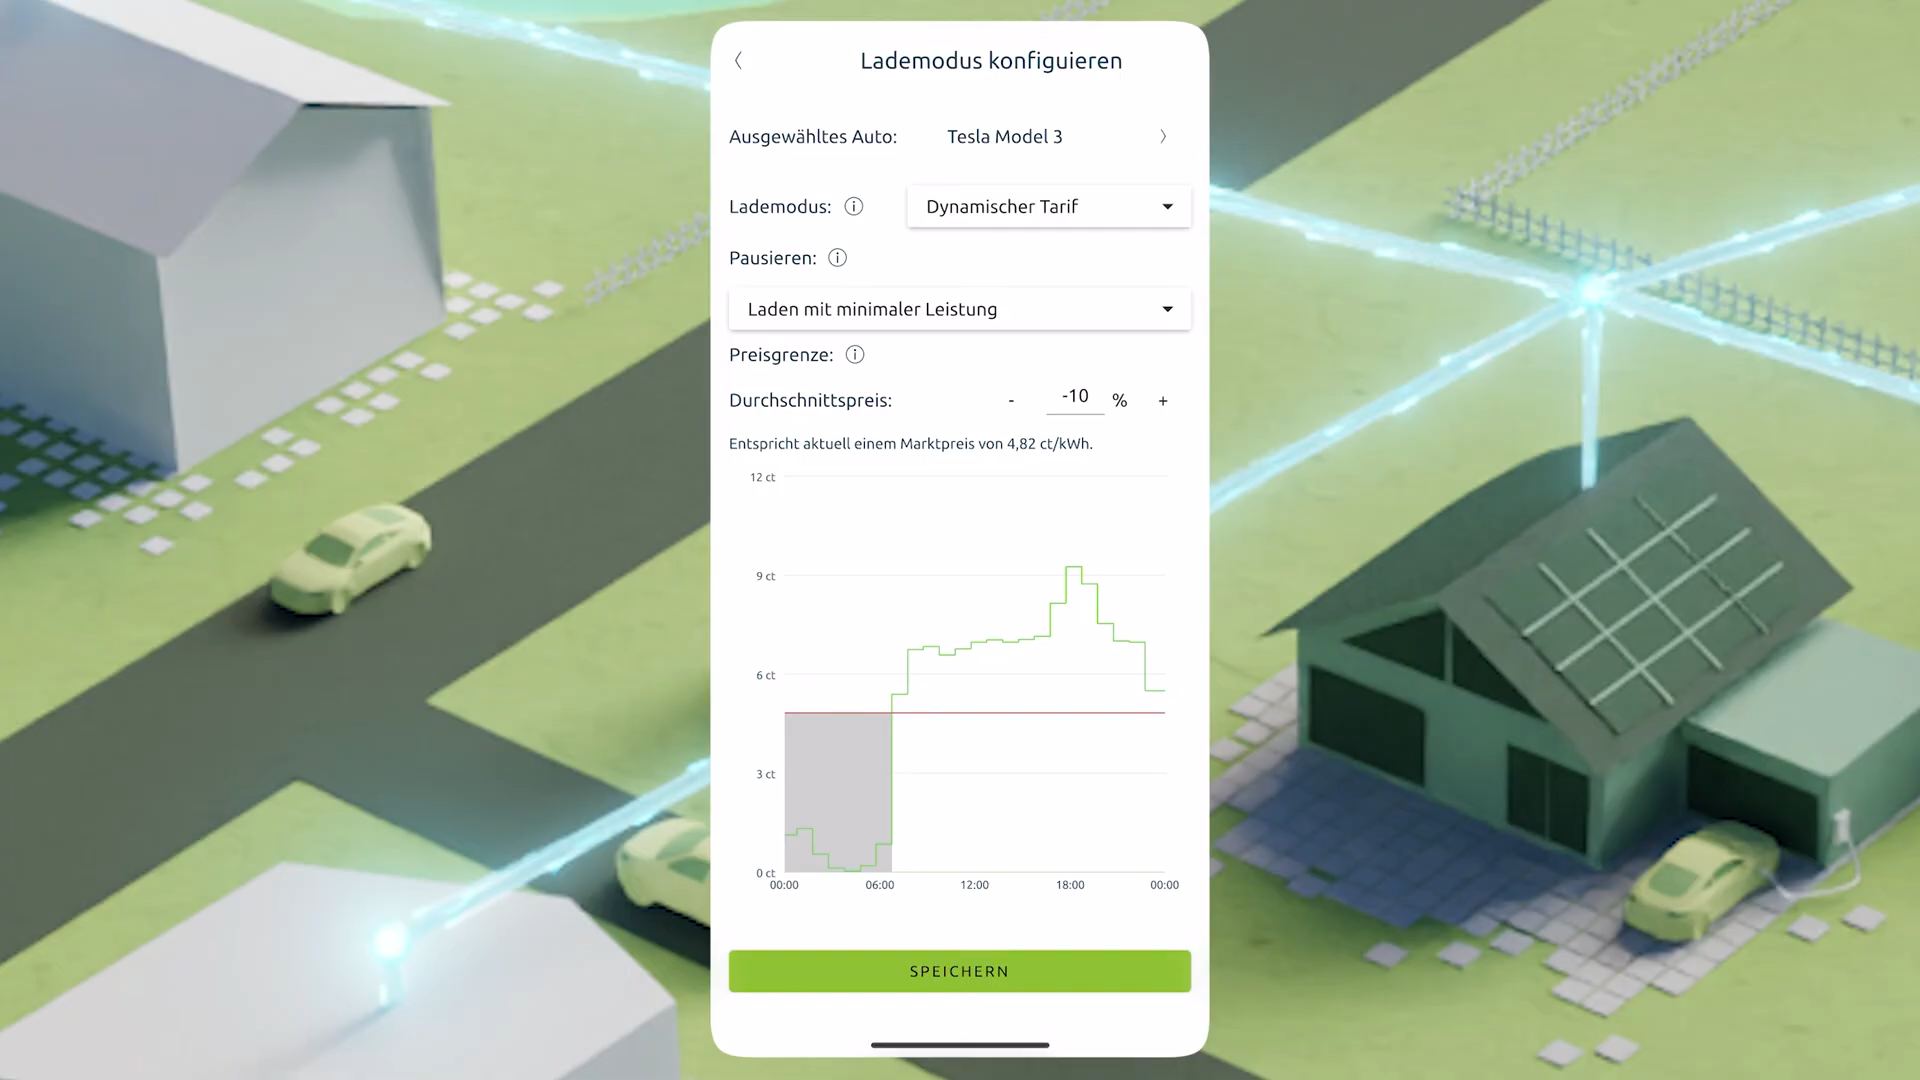 Lademodus konfiguieren
Ausgewähltes Auto: Tesla Model 3
Lademodus: Dynamischer Tarif
Pausieren:
Laden mit minimaler Leistung
Preisgrenze:
Durchschnittspreis: - -10 % +
Entspricht aktuell einem Marktpreis von 4,82 ct/kWh.
12 ct
9 ct
6 ct
3 ct
0 ct
00:00 06:00 12:00 18:00 00:00
SPEICHERN